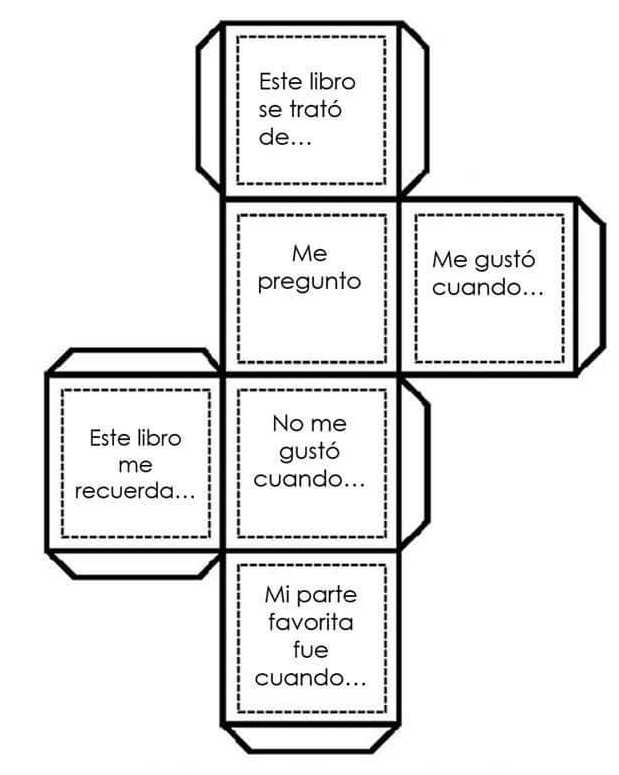 Este libro
se trató
de...
Me
pregunto
Me gustó
cuando...
Este libro
me
recuerda...
No me
gustó
cuando...
Mi parte
favorita
fue
cuando...